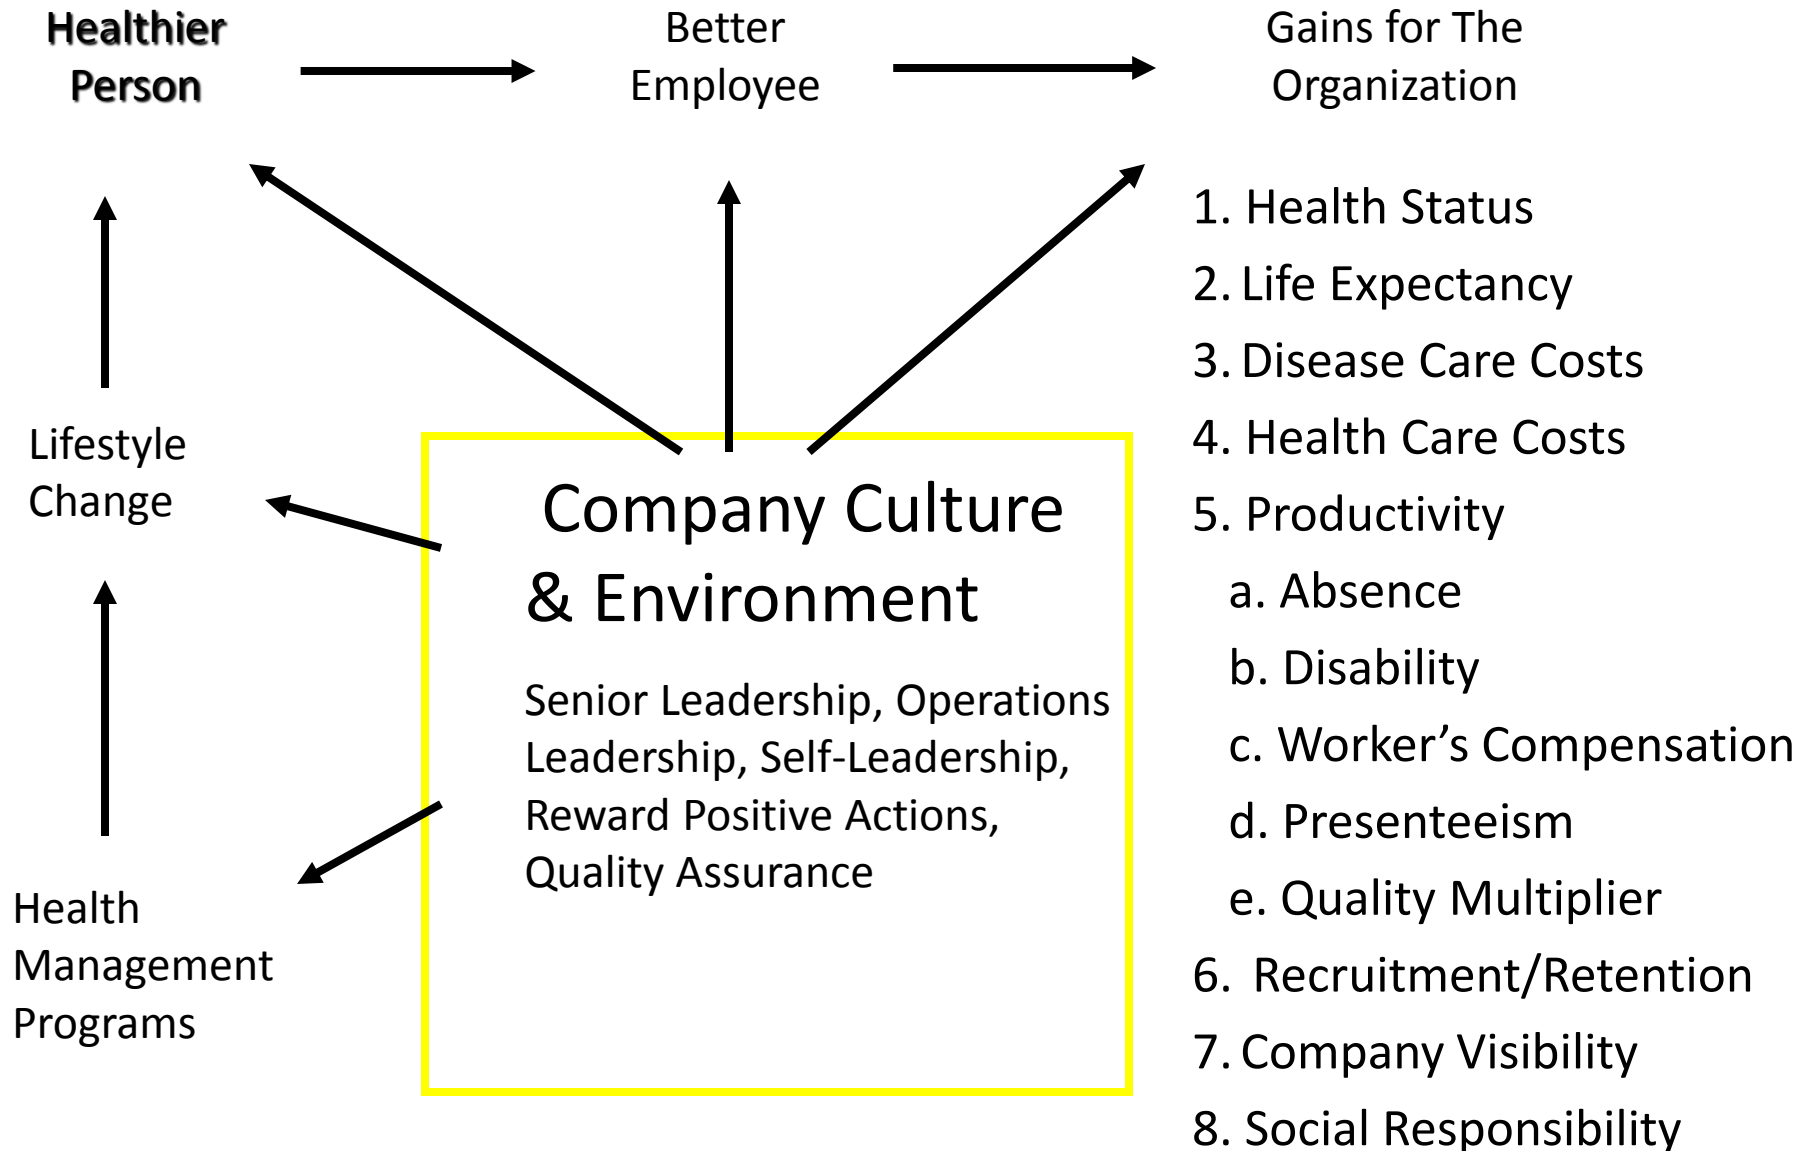 Healthier
Person
Better
Employee
Gains for The
Organization
Lifestyle
Change
Health
Management
Programs
Company Culture
& Environment
Senior Leadership, Operations
Leadership, Self-Leadership,
Reward Positive Actions,
Quality Assurance
1. Health Status
2. Life Expectancy
3. Disease Care Costs
4. Health Care Costs
5. Productivity
a. Absence
b. Disability
c. Worker’s Compensation
d. Presenteeism
e. Quality Multiplier
6. Recruitment/Retention
7. Company Visibility
8. Social Responsibility